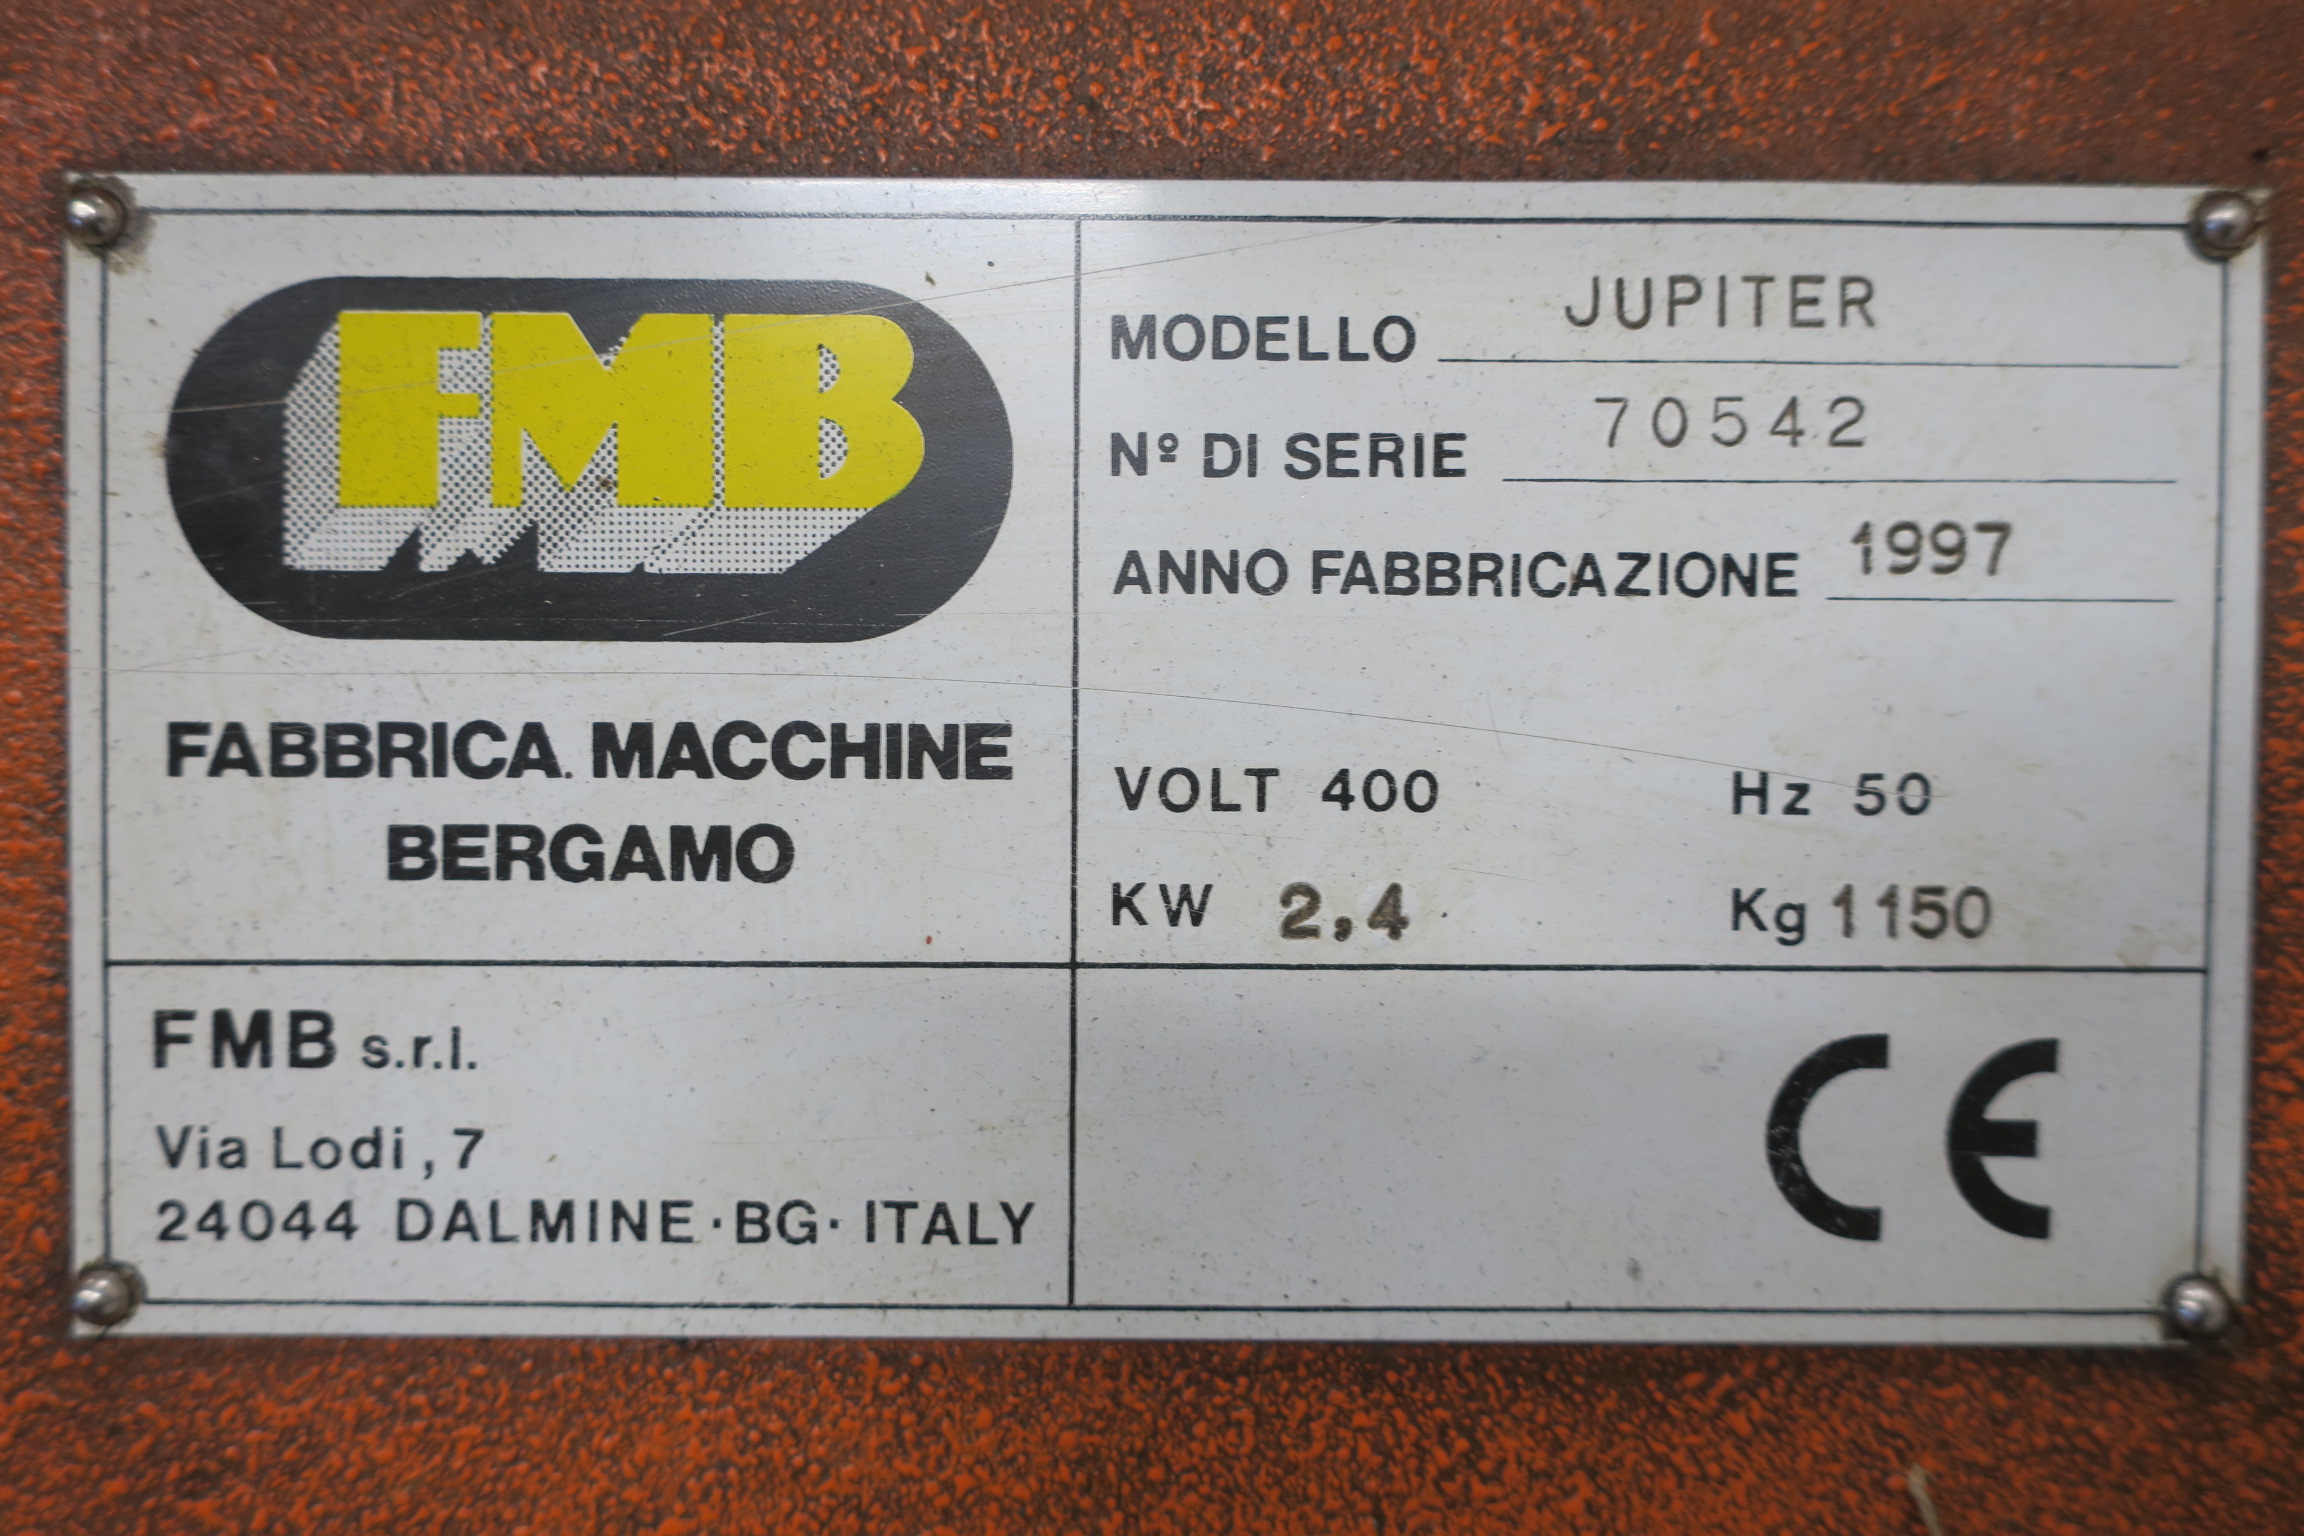 FMB
FABBRICA MACCHINE
BERGAMO
MODELLO JUPITER
Nº DI SERIE 70542
ANNO FABBRICAZIONE 1997
VOLT 400 Hz 50
KW 2,4 Kg 1150
FMB s.r.l.
Via Lodi, 7
24044 DALMINE·BG· ITALY
CE